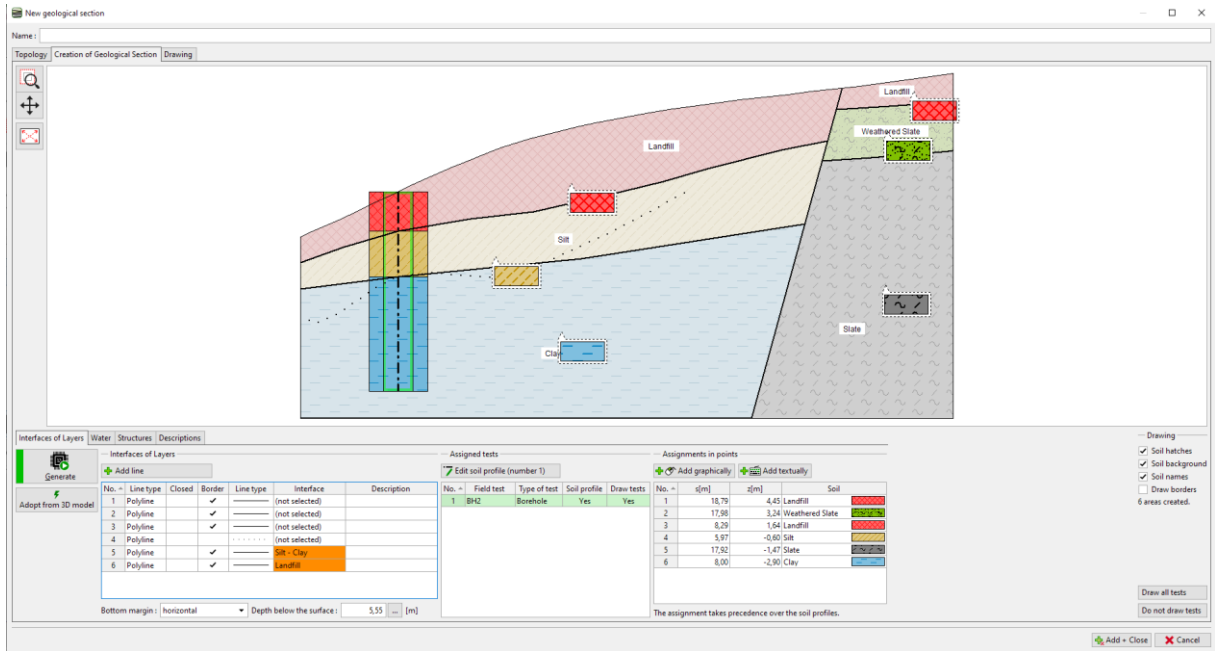 New geological section
Name :
Topology Creation of Geological Section Drawing
Landfill
Weathered Slate
Landfill
Silt
Slate
Clay
Interfaces of Layers Water Structures Descriptions
Drawing
Generate
Adopt from 3D model
Interfaces of Layers
Add line
No. Line type Closed Border Line type Interface Description
1 Polyline (not selected)
2 Polyline (not selected)
3 Polyline (not selected)
4 Polyline (not selected)
5 Polyline Silt - Clay
6 Polyline Landfill
Bottom margin : horizontal Depth below the surface : 5,55 ... [m]
Assigned tests
Edit soil profile (number 1)
No. Field test Type of test Soil profile Draw tests
1 BH2 Borehole Yes Yes
Assignments in points
Add graphically Add textually
No. s[m] z[m] Soil
1 18,79 4,45 Landfill
2 17,98 3,24 Weathered Slate
3 8,29 1,64 Landfill
4 5,97 -0,60 Silt
5 17,92 -1,47 Slate
6 8,00 -2,90 Clay
The assignment takes precedence over the soil profiles.
Soil hatches
Soil background
Soil names
Draw borders
6 areas created.
Draw all tests
Do not draw tests
Add + Close Cancel